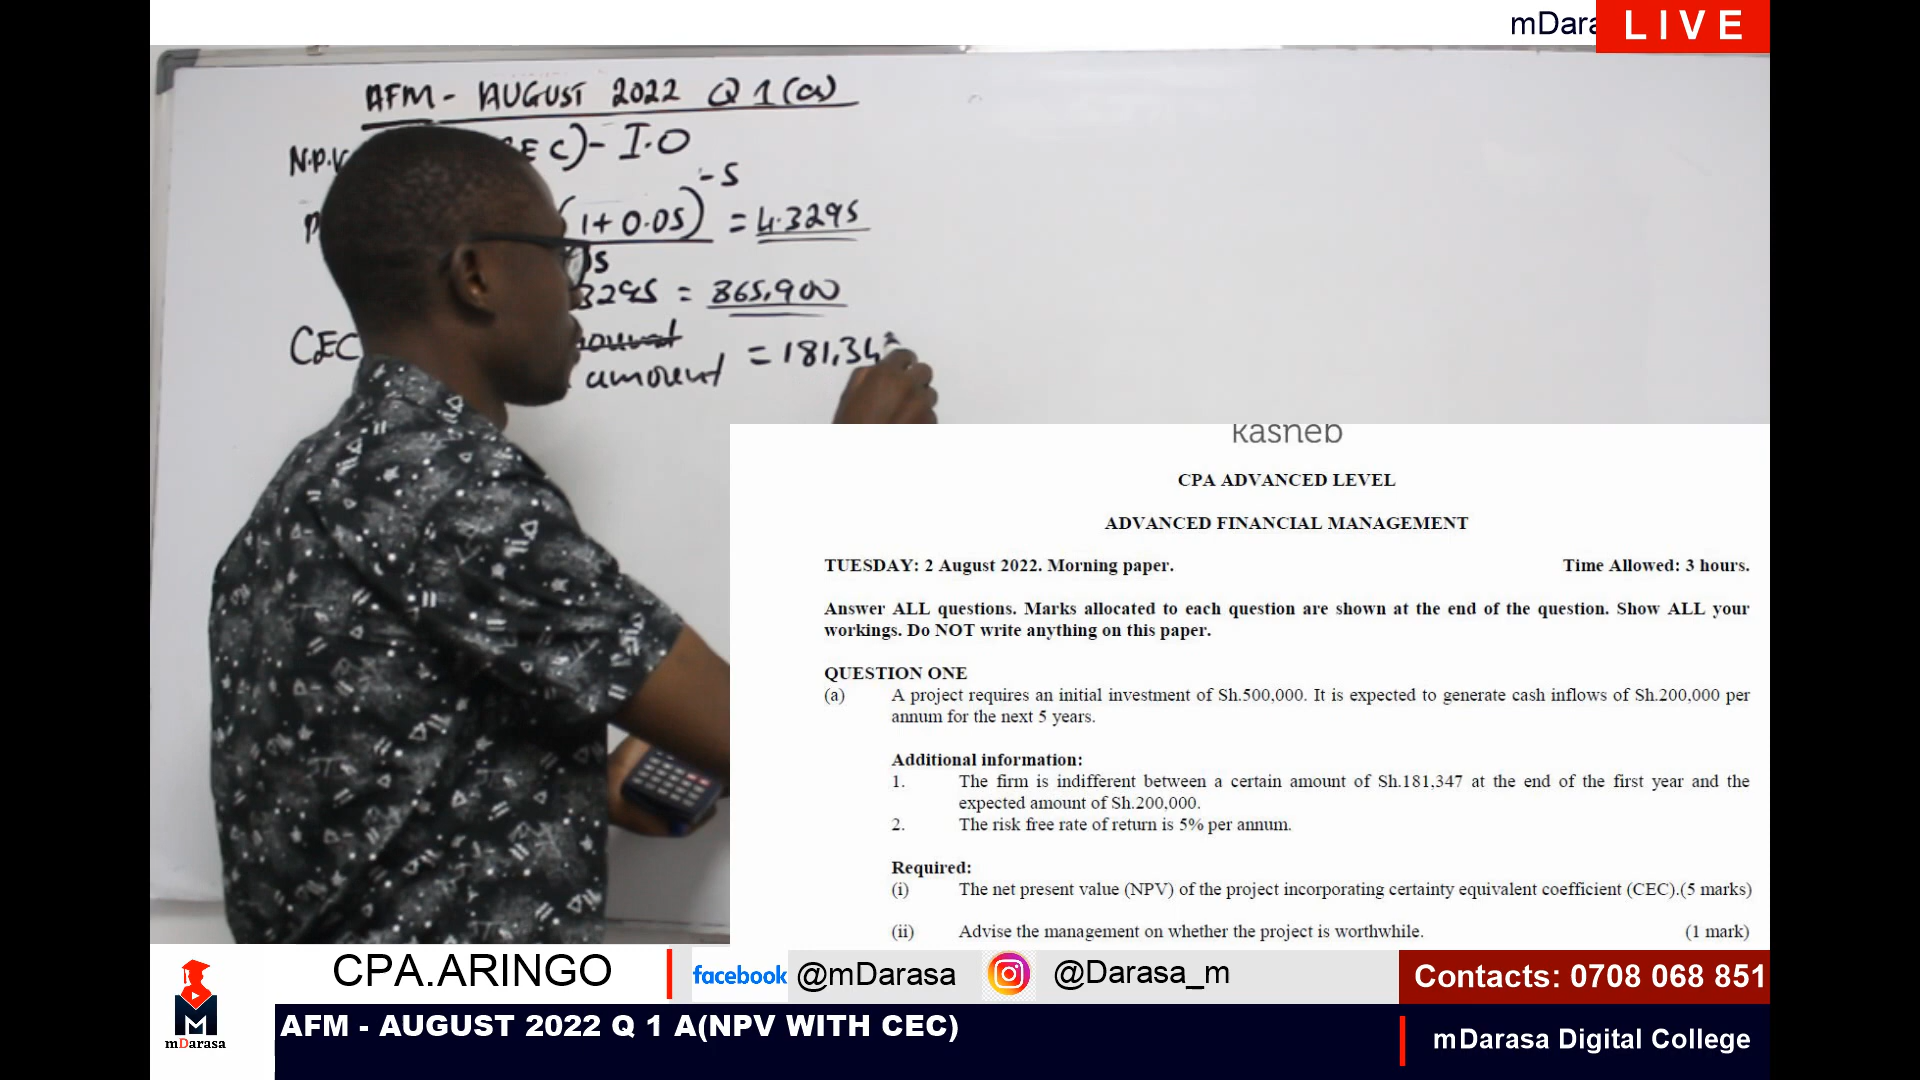 mDara
LIVE
AFM - AUGUST 2022 Q 1 (a)
N.P.V E C) - I.O
(1 + 0.05)^-5 = 4.3295
3295 = 865,900
CEC
amount = 181,34
kasneb
CPA ADVANCED LEVEL
ADVANCED FINANCIAL MANAGEMENT
TUESDAY: 2 August 2022. Morning paper. Time Allowed: 3 hours.
Answer ALL questions. Marks allocated to each question are shown at the end of the question. Show ALL your
workings. Do NOT write anything on this paper.
QUESTION ONE
(a) A project requires an initial investment of Sh.500,000. It is expected to generate cash inflows of Sh.200,000 per
annum for the next 5 years.
Additional information:
1. The firm is indifferent between a certain amount of Sh.181,347 at the end of the first year and the
expected amount of Sh.200,000.
2. The risk free rate of return is 5% per annum.
Required:
(i) The net present value (NPV) of the project incorporating certainty equivalent coefficient (CEC).(5 marks)
(ii) Advise the management on whether the project is worthwhile. (1 mark)
CPA.ARINGO
facebook @mDarasa
@Darasa_m
Contacts: 0708 068 851
M
mDarasa
AFM - AUGUST 2022 Q 1 A(NPV WITH CEC)
mDarasa Digital College